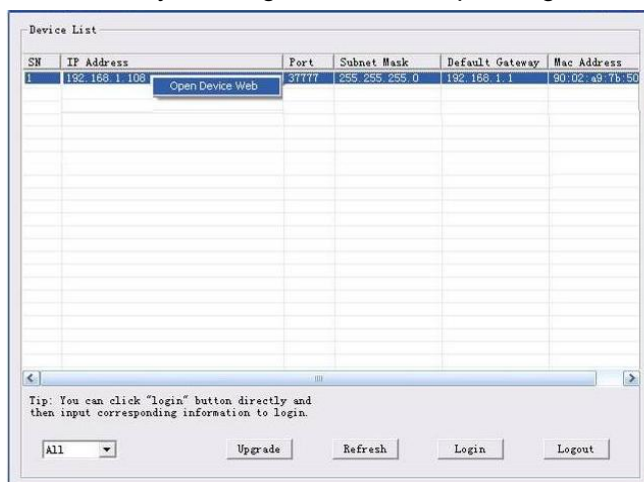 Device List
SN IP Address Port Subnet Mask Default Gateway Mac Address
1 192.168.1.108 37777 255.255.255.0 192.168.1.1 90:02:a9:7b:50
Open Device Web
Tip: You can click "login" button directly and
then input corresponding information to login.
All Upgrade Refresh Login Logout